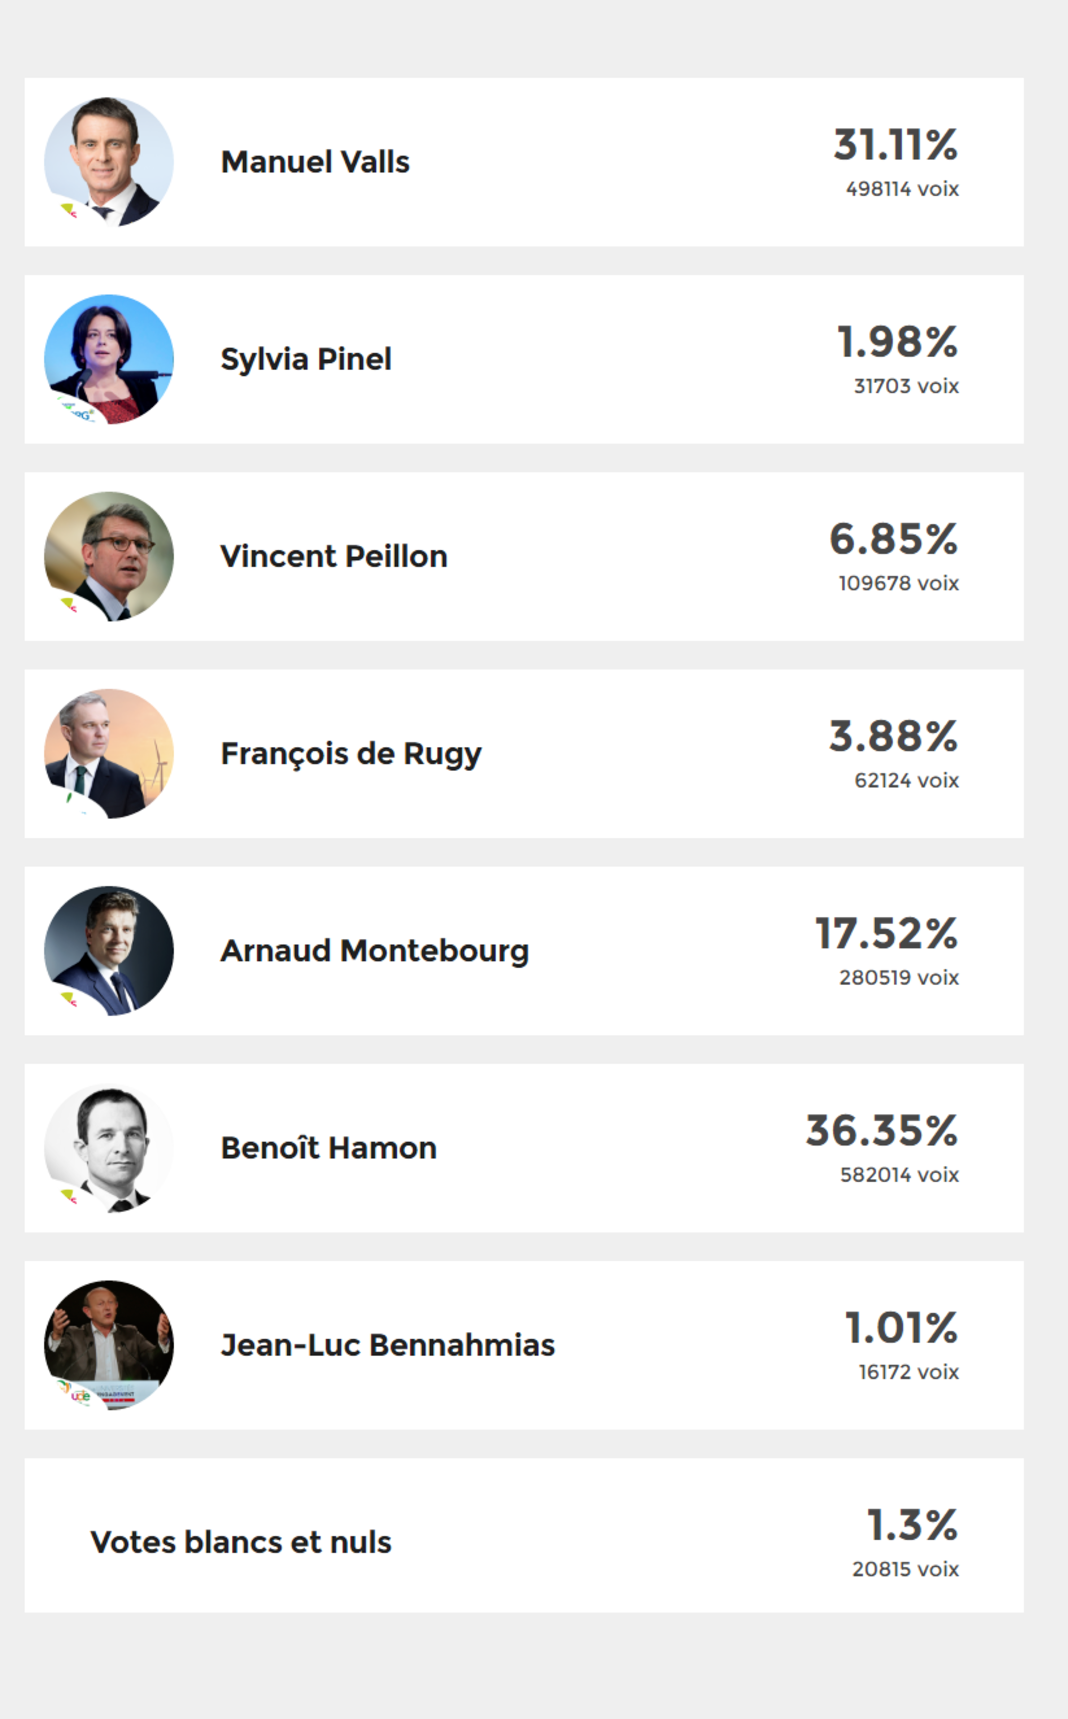 Manuel Valls
31.11%
498114 voix
Sylvia Pinel
1.98%
31703 voix
Vincent Peillon
6.85%
109678 voix
François de Rugy
3.88%
62124 voix
Arnaud Montebourg
17.52%
280519 voix
Benoît Hamon
36.35%
582014 voix
Jean-Luc Bennahmias
1.01%
16172 voix
Votes blancs et nuls
1.3%
20815 voix